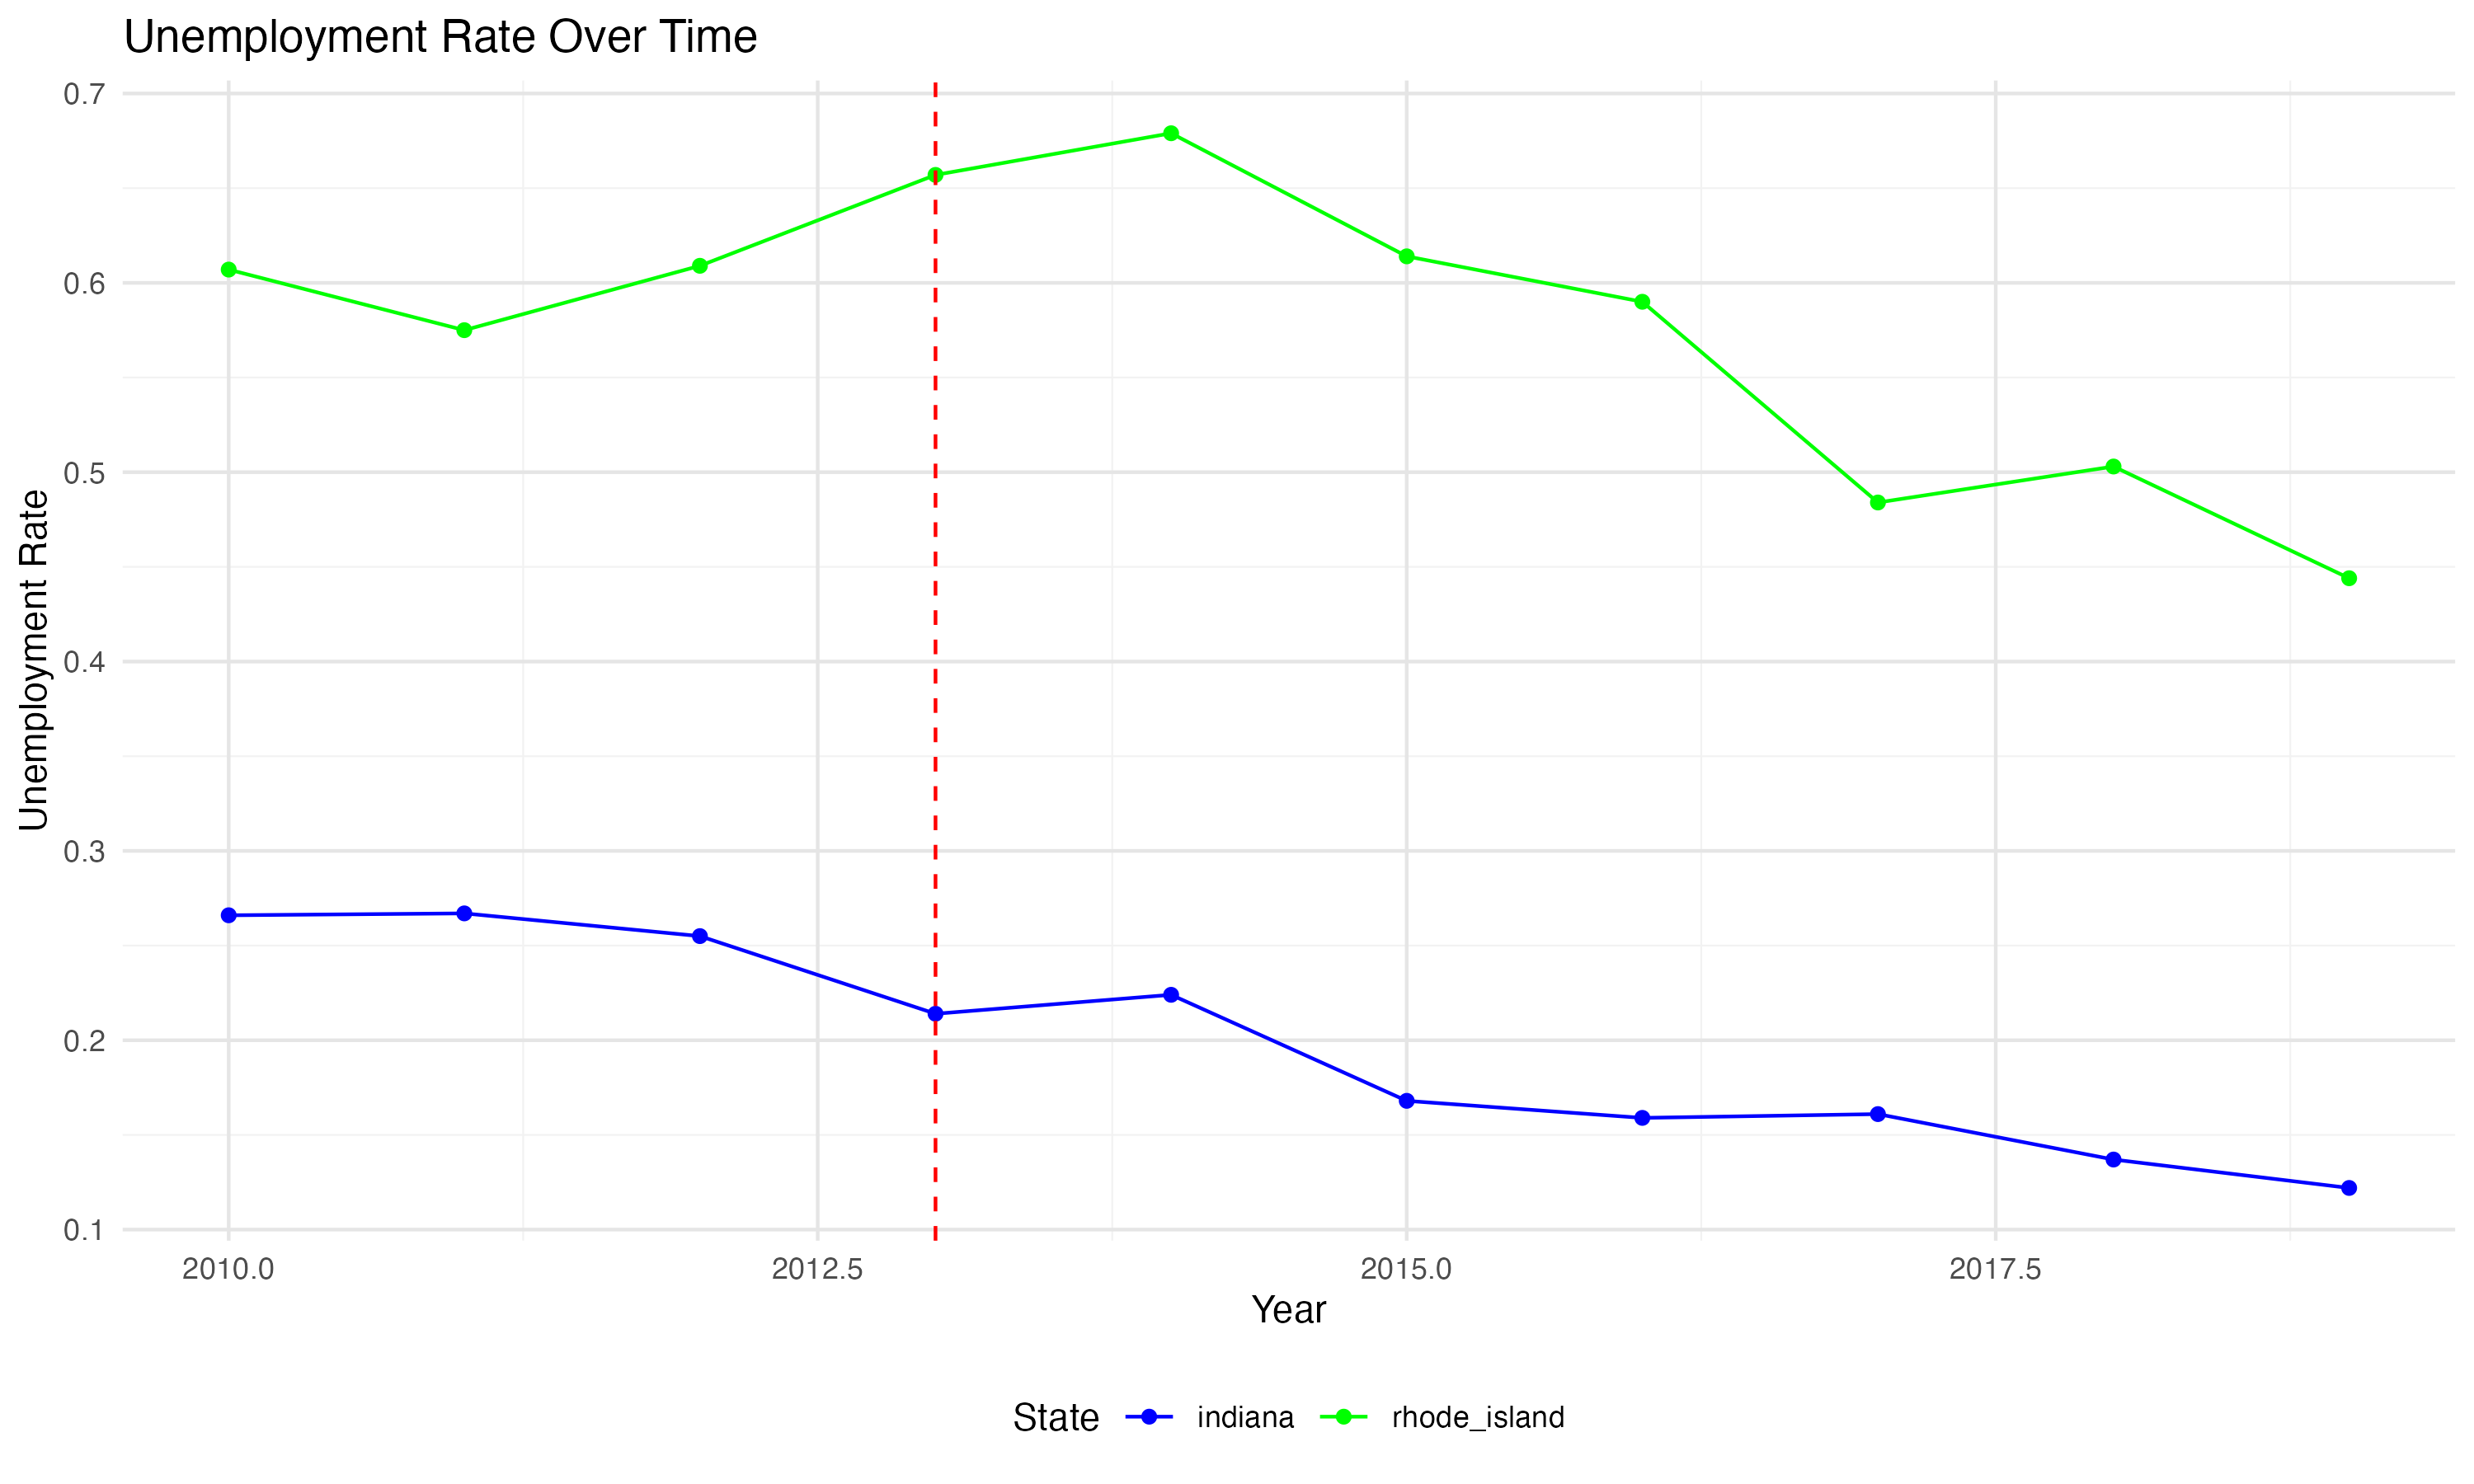 Unemployment Rate Over Time
Unemployment Rate
0.7
0.6
0.5
0.4
0.3
0.2
0.1
2010.0 2012.5 2015.0 2017.5
Year
State indiana rhode_island